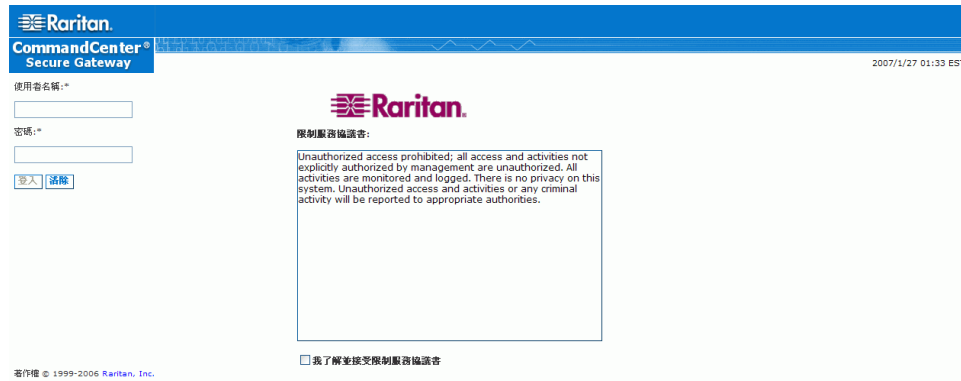 Raritan.
CommandCenter®
Secure Gateway
2007/1/27 01:33 EST
使用者名稱:*
密碼:*
登入 清除
Raritan.
限制服務協議書:
Unauthorized access prohibited; all access and activities not
explicitly authorized by management are unauthorized. All
activities are monitored and logged. There is no privacy on this
system. Unauthorized access and activities or any criminal
activity will be reported to appropriate authorities.
我了解並接受限制服務協議書
著作權 © 1999-2006 Raritan, Inc.